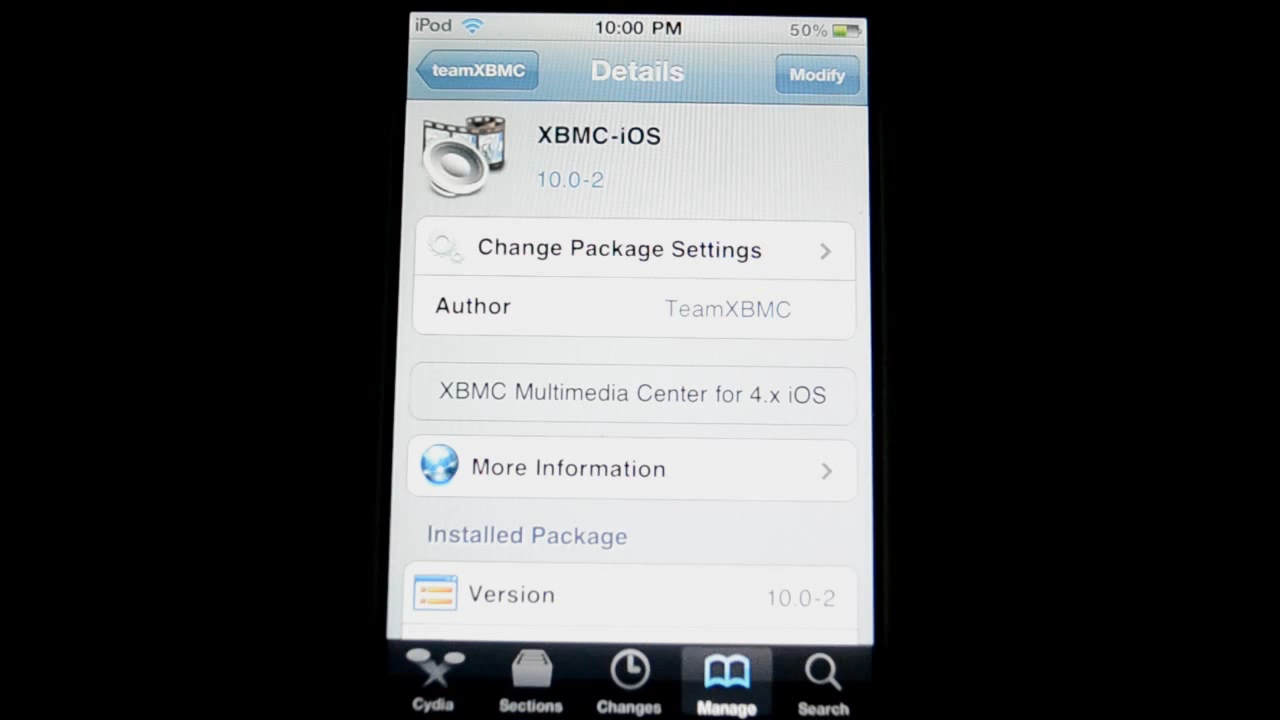 iPod 10:00 PM 50%
teamXBMC Details Modify
XBMC-iOS
10.0-2
Change Package Settings
Author TeamXBMC
XBMC Multimedia Center for 4.x iOS
More Information
Installed Package
Version 10.0-2
Cydia Sections Changes Manage Search